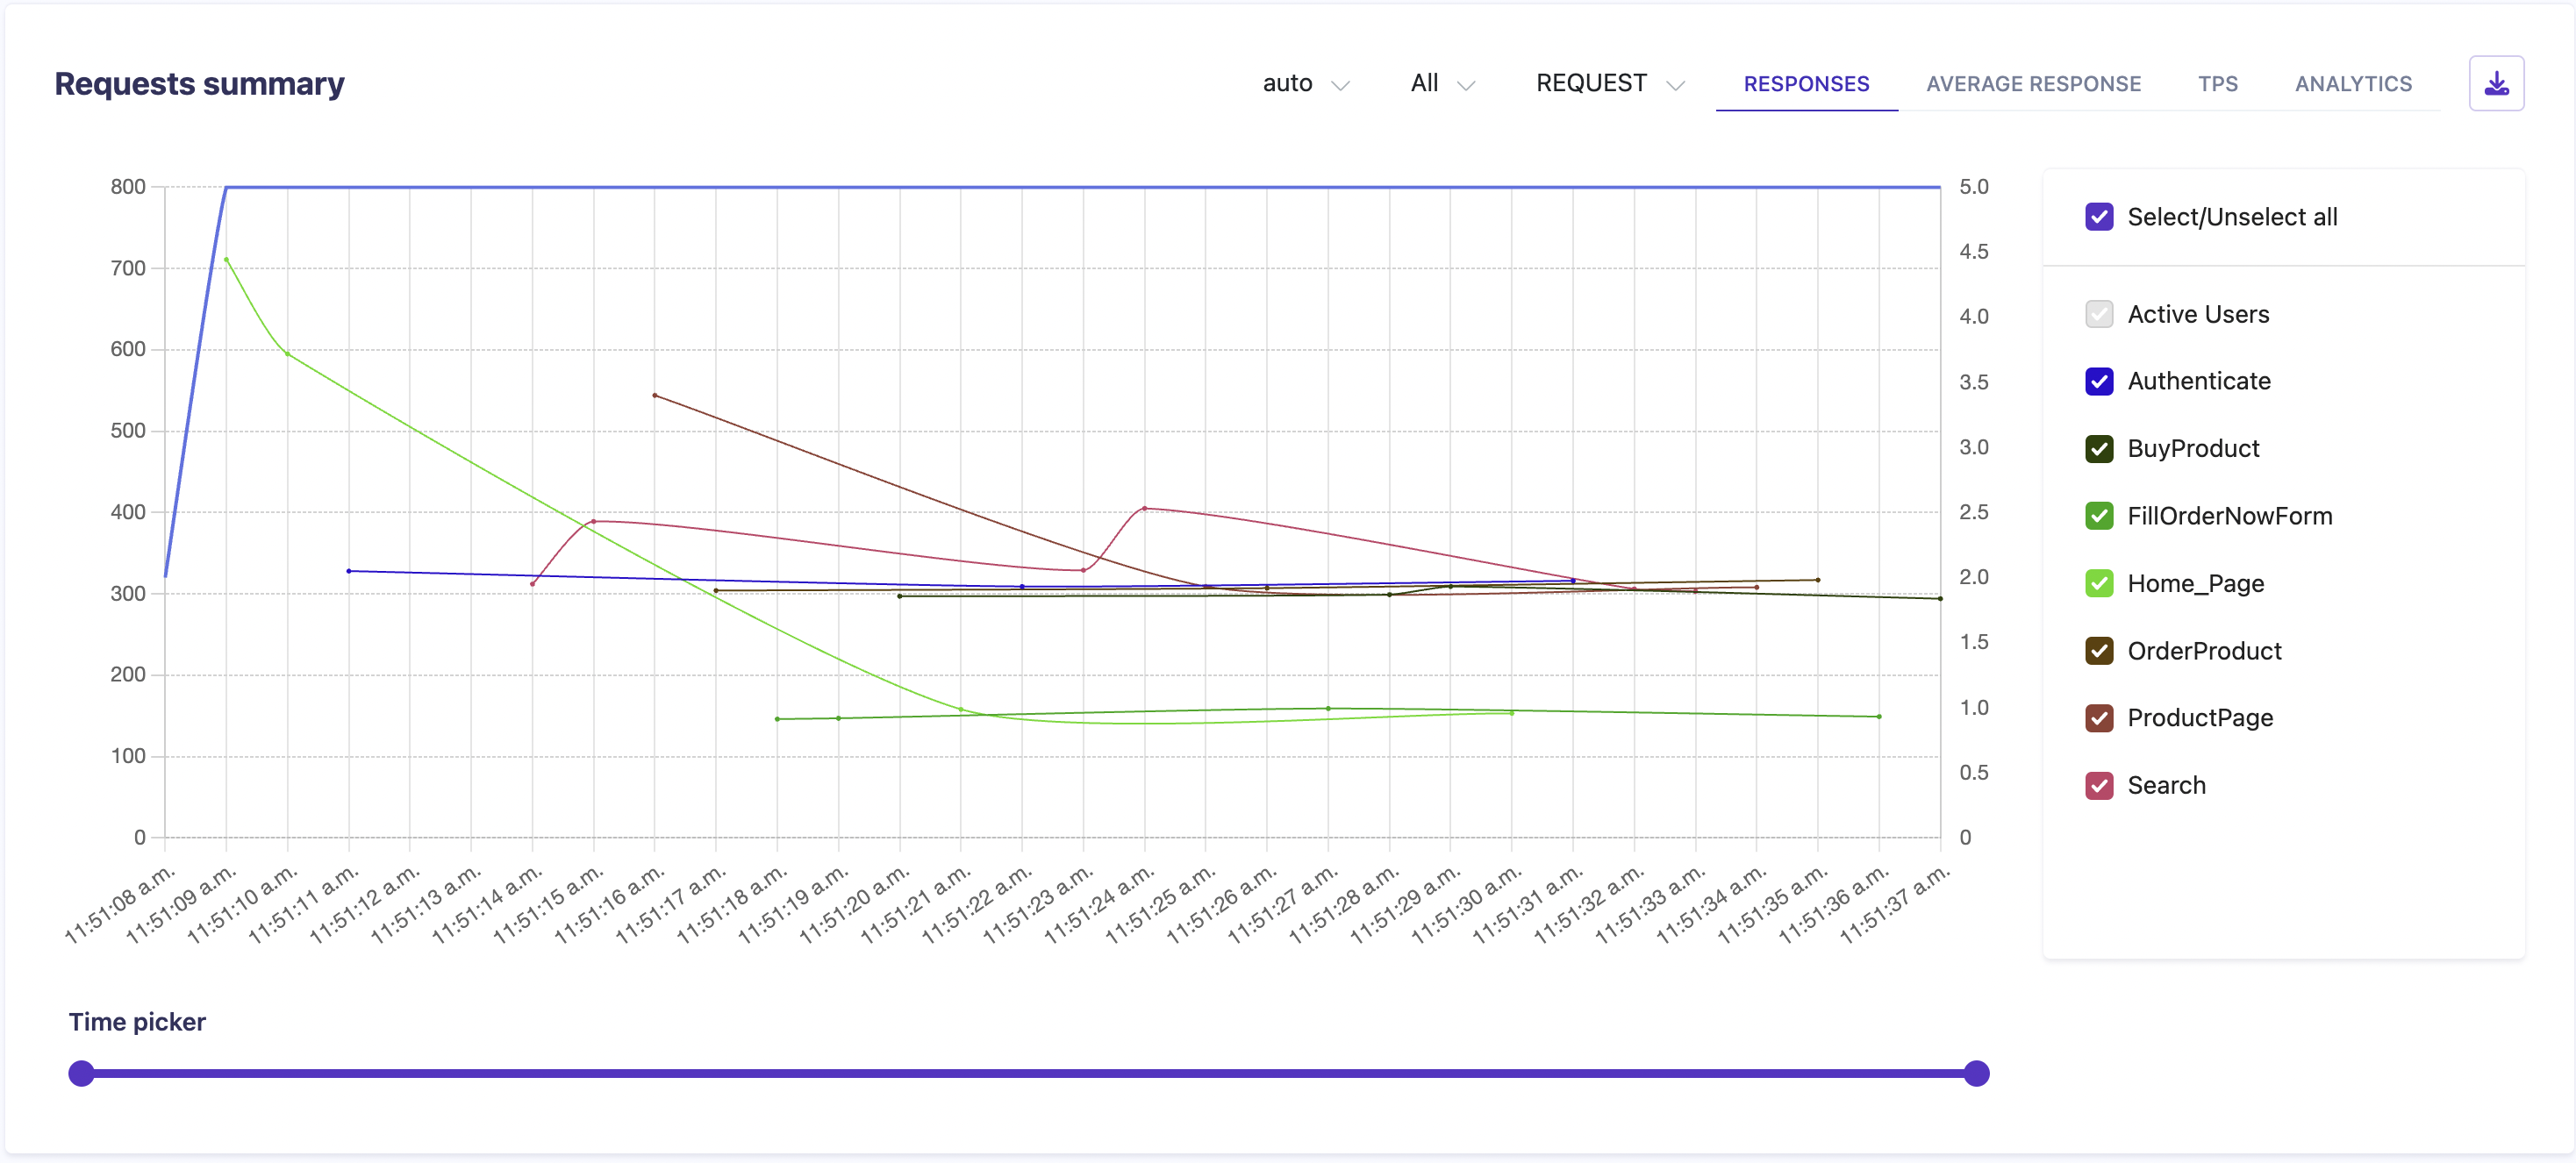 Requests summary
auto
All
REQUEST
RESPONSES
AVERAGE RESPONSE
TPS
ANALYTICS
800
700
600
500
400
300
200
100
0
5.0
4.5
4.0
3.5
3.0
2.5
2.0
1.5
1.0
0.5
0
11:51:08 a.m.
11:51:09 a.m.
11:51:10 a.m.
11:51:11 a.m.
11:51:12 a.m.
11:51:13 a.m.
11:51:14 a.m.
11:51:15 a.m.
11:51:16 a.m.
11:51:17 a.m.
11:51:18 a.m.
11:51:19 a.m.
11:51:20 a.m.
11:51:21 a.m.
11:51:22 a.m.
11:51:23 a.m.
11:51:24 a.m.
11:51:25 a.m.
11:51:26 a.m.
11:51:27 a.m.
11:51:28 a.m.
11:51:29 a.m.
11:51:30 a.m.
11:51:31 a.m.
11:51:32 a.m.
11:51:33 a.m.
11:51:34 a.m.
11:51:35 a.m.
11:51:36 a.m.
11:51:37 a.m.
Select/Unselect all
Active Users
Authenticate
BuyProduct
FillOrderNowForm
Home_Page
OrderProduct
ProductPage
Search
Time picker